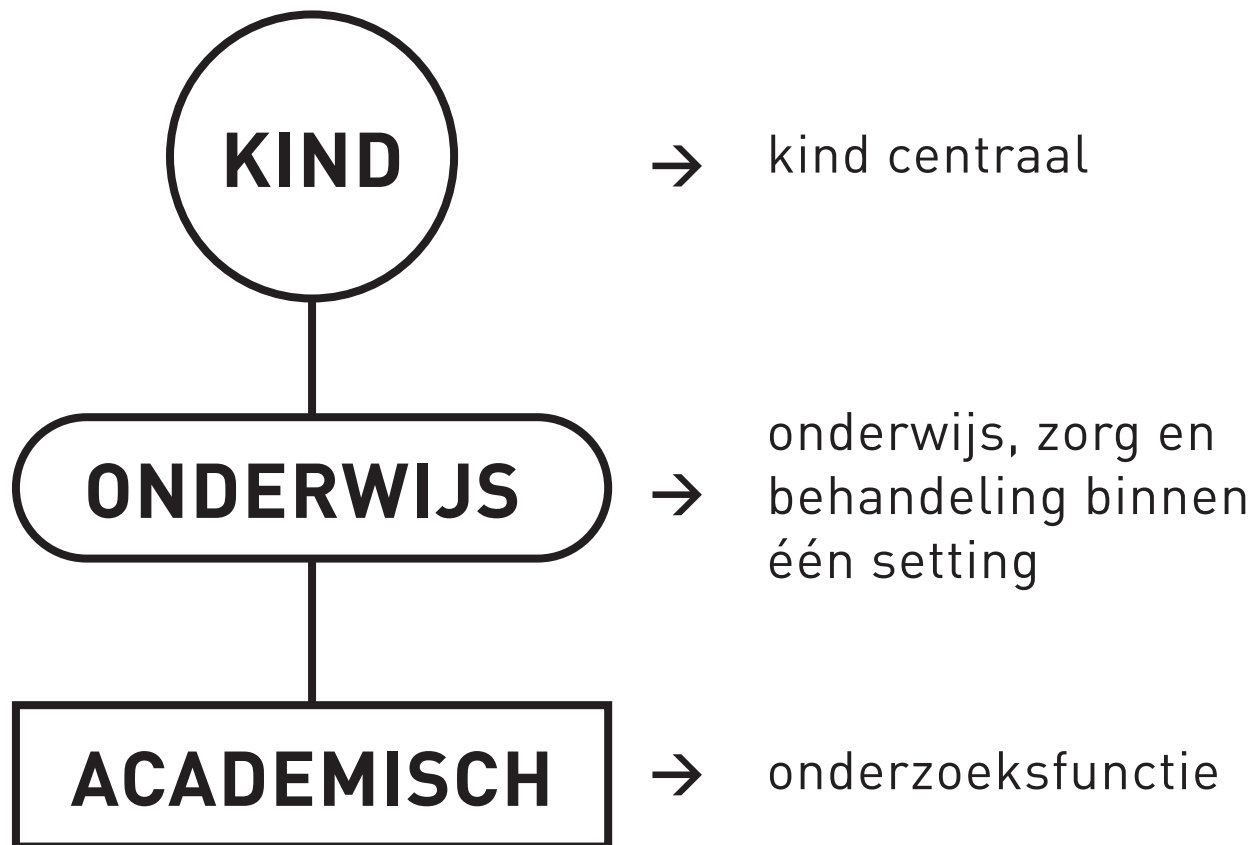 KIND
→ kind centraal
ONDERWIJS
→ onderwijs, zorg en
behandeling binnen
één setting
ACADEMISCH
→ onderzoeksfunctie